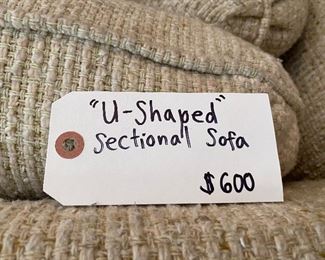 "U-Shaped"
Sectional Sofa
$600